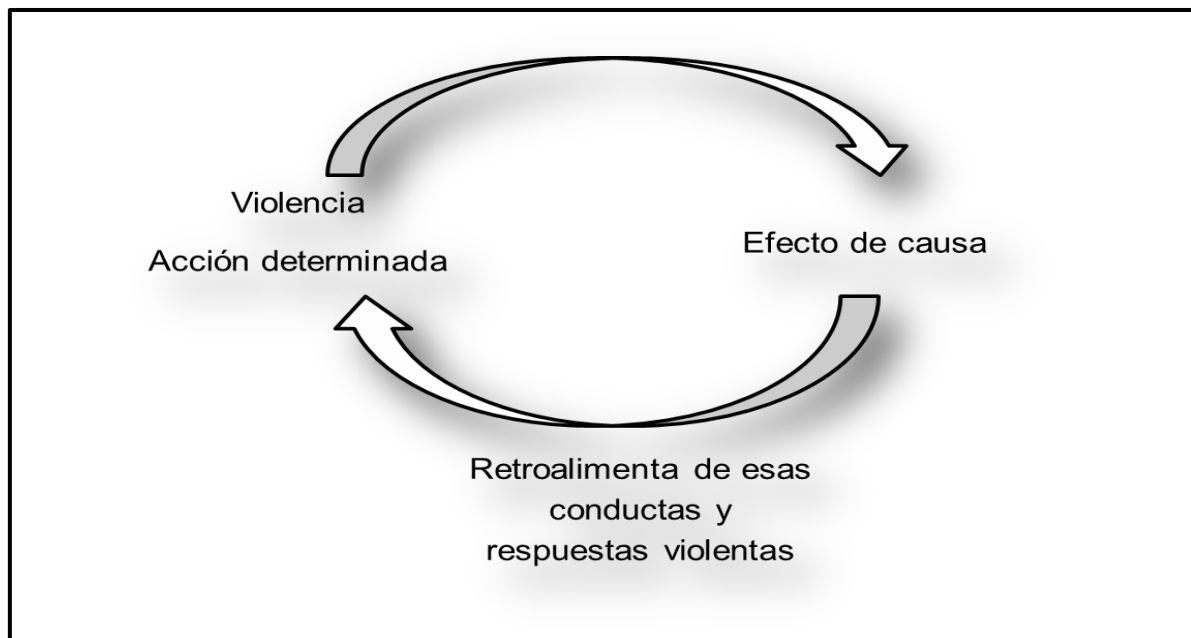 Violencia
Acción determinada
Efecto de causa
Retroalimenta de esas
conductas y
respuestas violentas